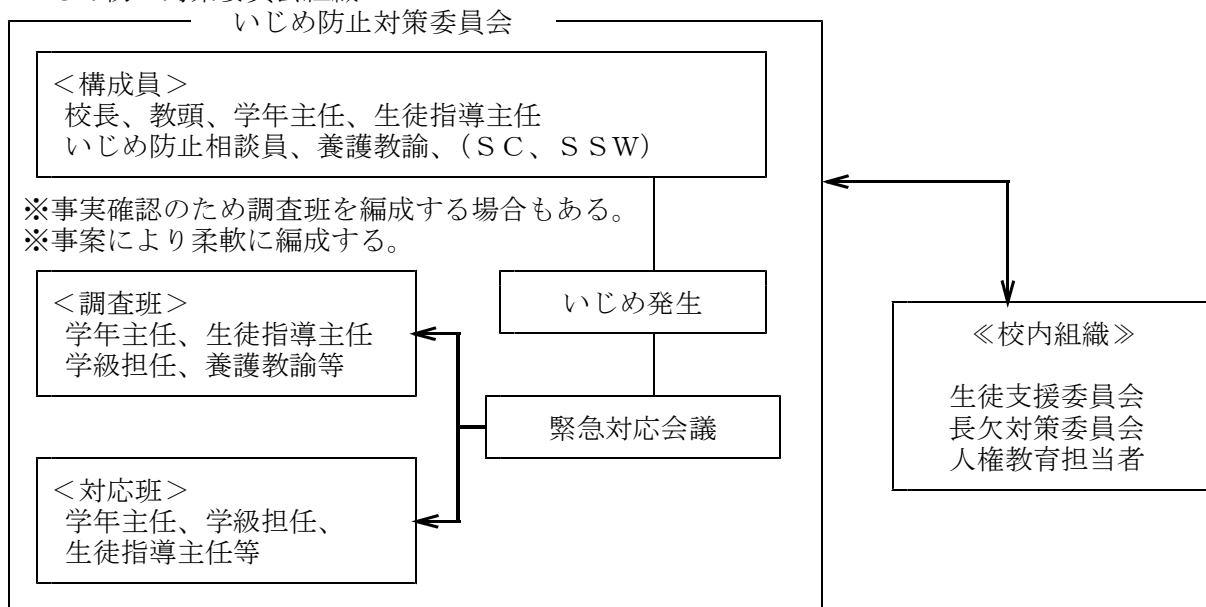 いじめ防止対策委員会
＜構成員＞
校長、教頭、学年主任、生徒指導主任
いじめ防止相談員、養護教諭、（ＳＣ、ＳＳＷ）
※事実確認のため調査班を編成する場合もある。
※事案により柔軟に編成する。
＜調査班＞
学年主任、生徒指導主任
学級担任、養護教諭等
いじめ発生
緊急対応会議
＜対応班＞
学年主任、学級担任、
生徒指導主任等
≪校内組織≫
生徒支援委員会
長欠対策委員会
人権教育担当者